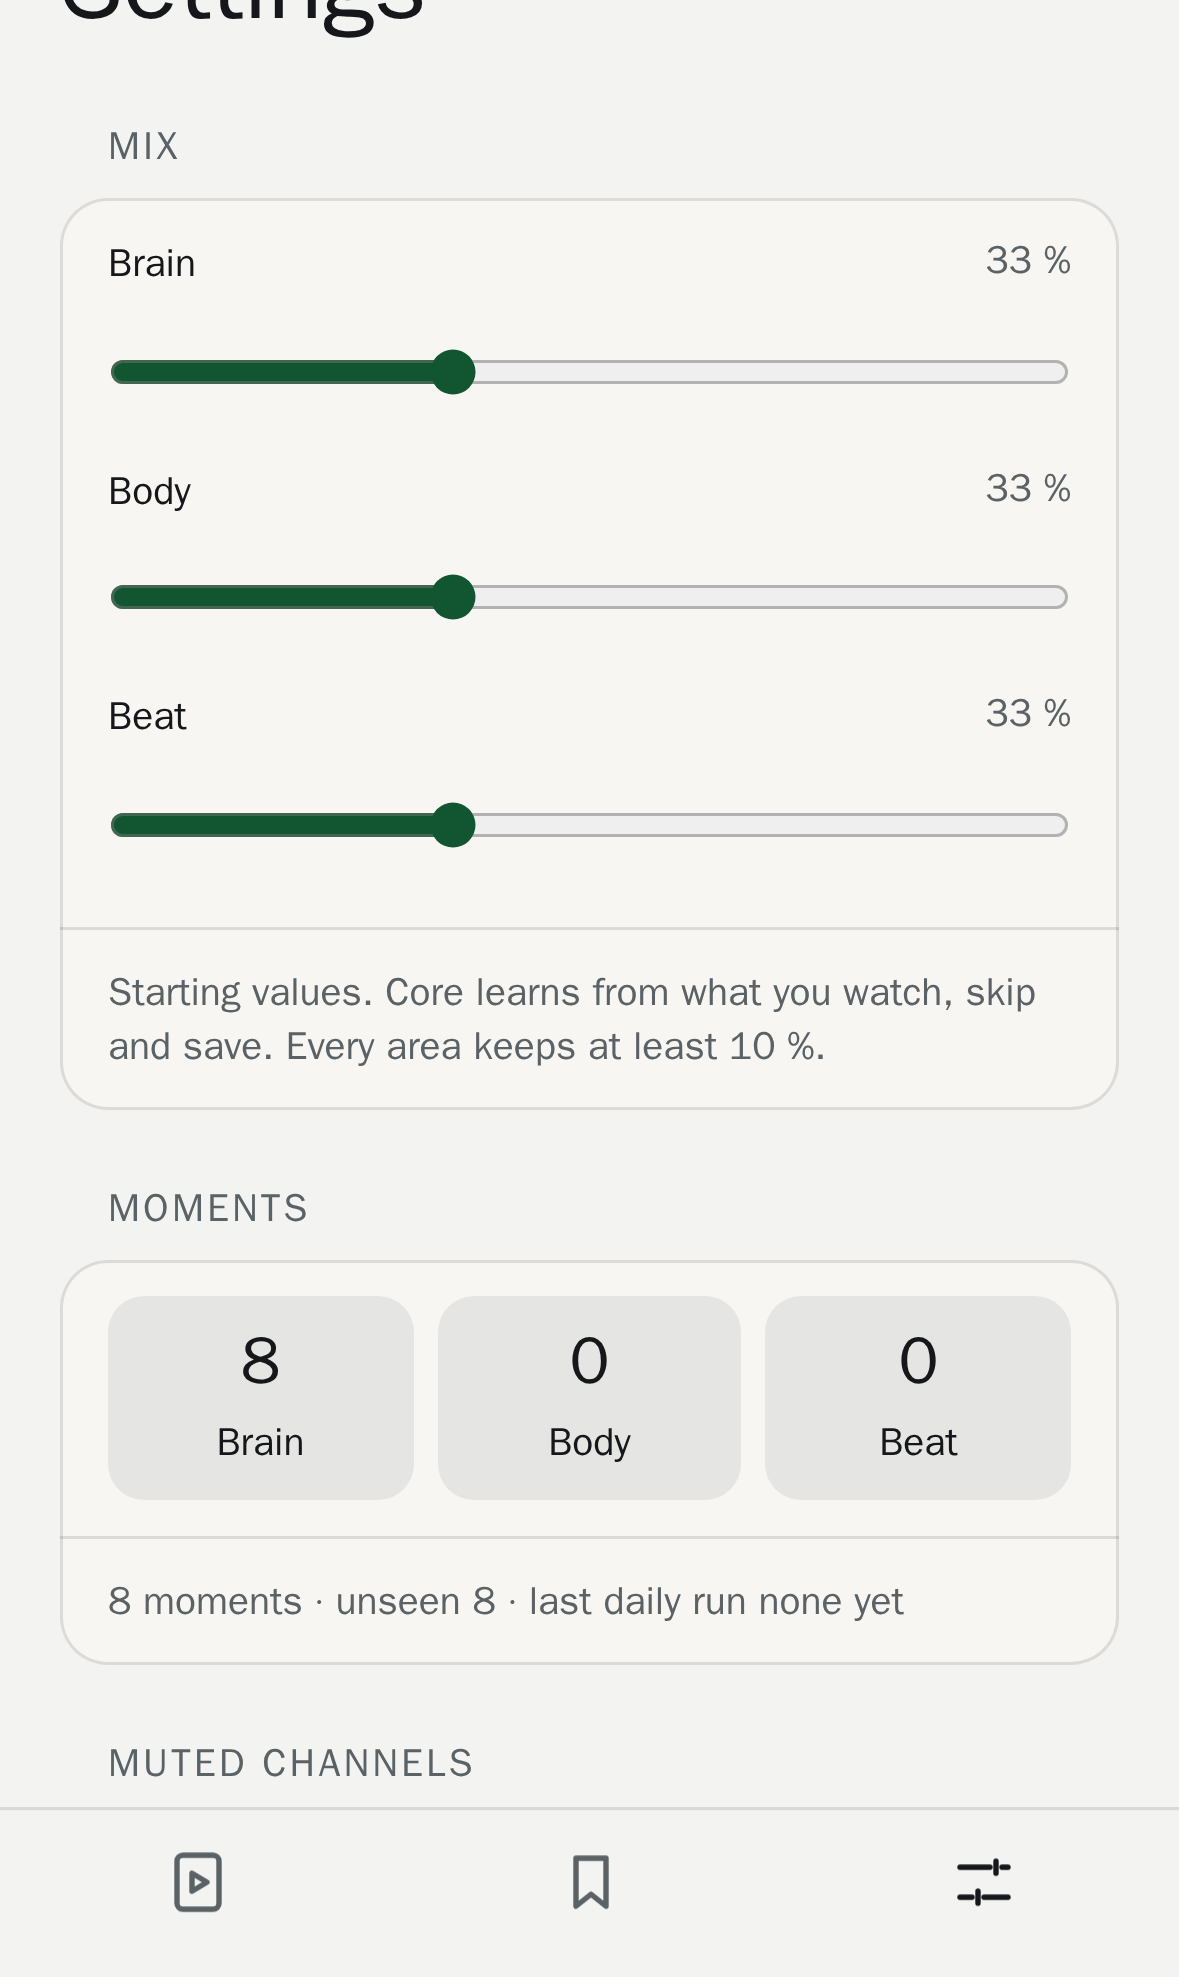 Settings
MIX
Brain 33 %
Body 33 %
Beat 33 %
Starting values. Core learns from what you watch, skip
and save. Every area keeps at least 10 %.
MOMENTS
8 0 0
Brain Body Beat
8 moments · unseen 8 · last daily run none yet
MUTED CHANNELS